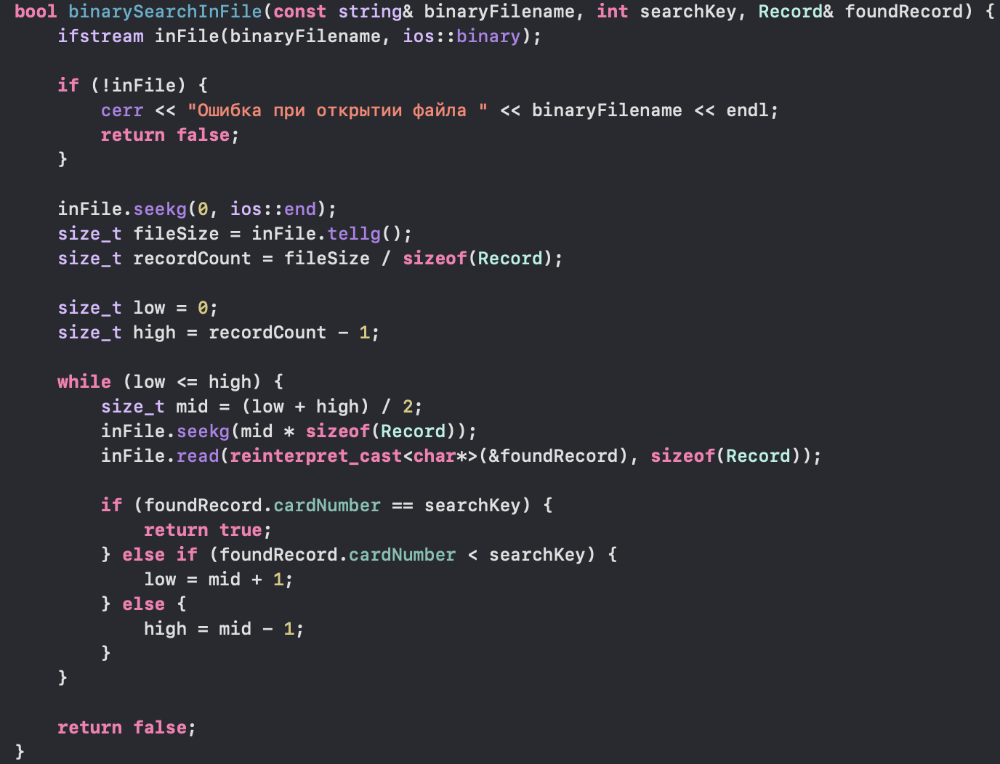 bool binarySearchInFile(const string& binaryFilename, int searchKey, Record& foundRecord) {
    ifstream inFile(binaryFilename, ios::binary);

    if (!inFile) {
        cerr << "Ошибка при открытии файла " << binaryFilename << endl;
        return false;
    }

    inFile.seekg(0, ios::end);
    size_t fileSize = inFile.tellg();
    size_t recordCount = fileSize / sizeof(Record);

    size_t low = 0;
    size_t high = recordCount - 1;

    while (low <= high) {
        size_t mid = (low + high) / 2;
        inFile.seekg(mid * sizeof(Record));
        inFile.read(reinterpret_cast<char*>(&foundRecord), sizeof(Record));

        if (foundRecord.cardNumber == searchKey) {
            return true;
        } else if (foundRecord.cardNumber < searchKey) {
            low = mid + 1;
        } else {
            high = mid - 1;
        }
    }

    return false;
}